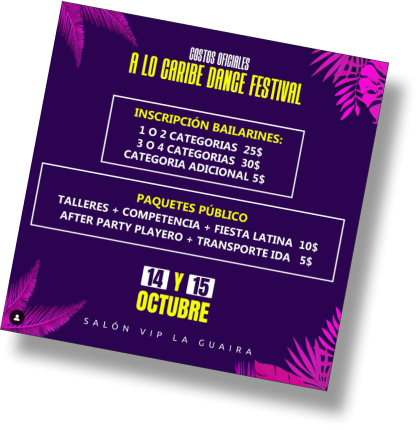 COSTOS OFICIALES
A LO CARIBE DANCE FESTIVAL
INSCRIPCIÓN BAILARINES:
1 O 2 CATEGORIAS 25$
3 O 4 CATEGORIAS 30$
CATEGORIA ADICIONAL 5$
PAQUETES PÚBLICO
TALLERES + COMPETENCIA + FIESTA LATINA 10$
AFTER PARTY PLAYERO + TRANSPORTE IDA 5$
14 Y 15
OCTUBRE
SALÓN VIP LA GUAIRA